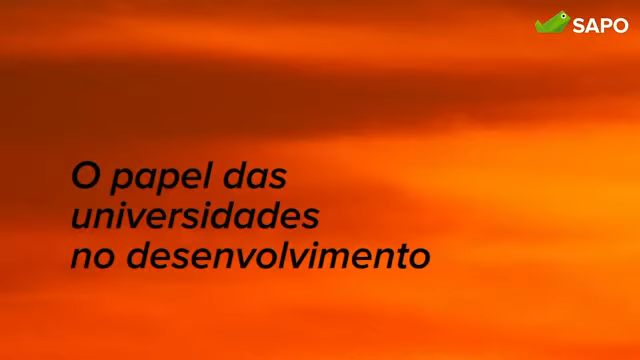 SAPO
O papel das
universidades
no desenvolvimento